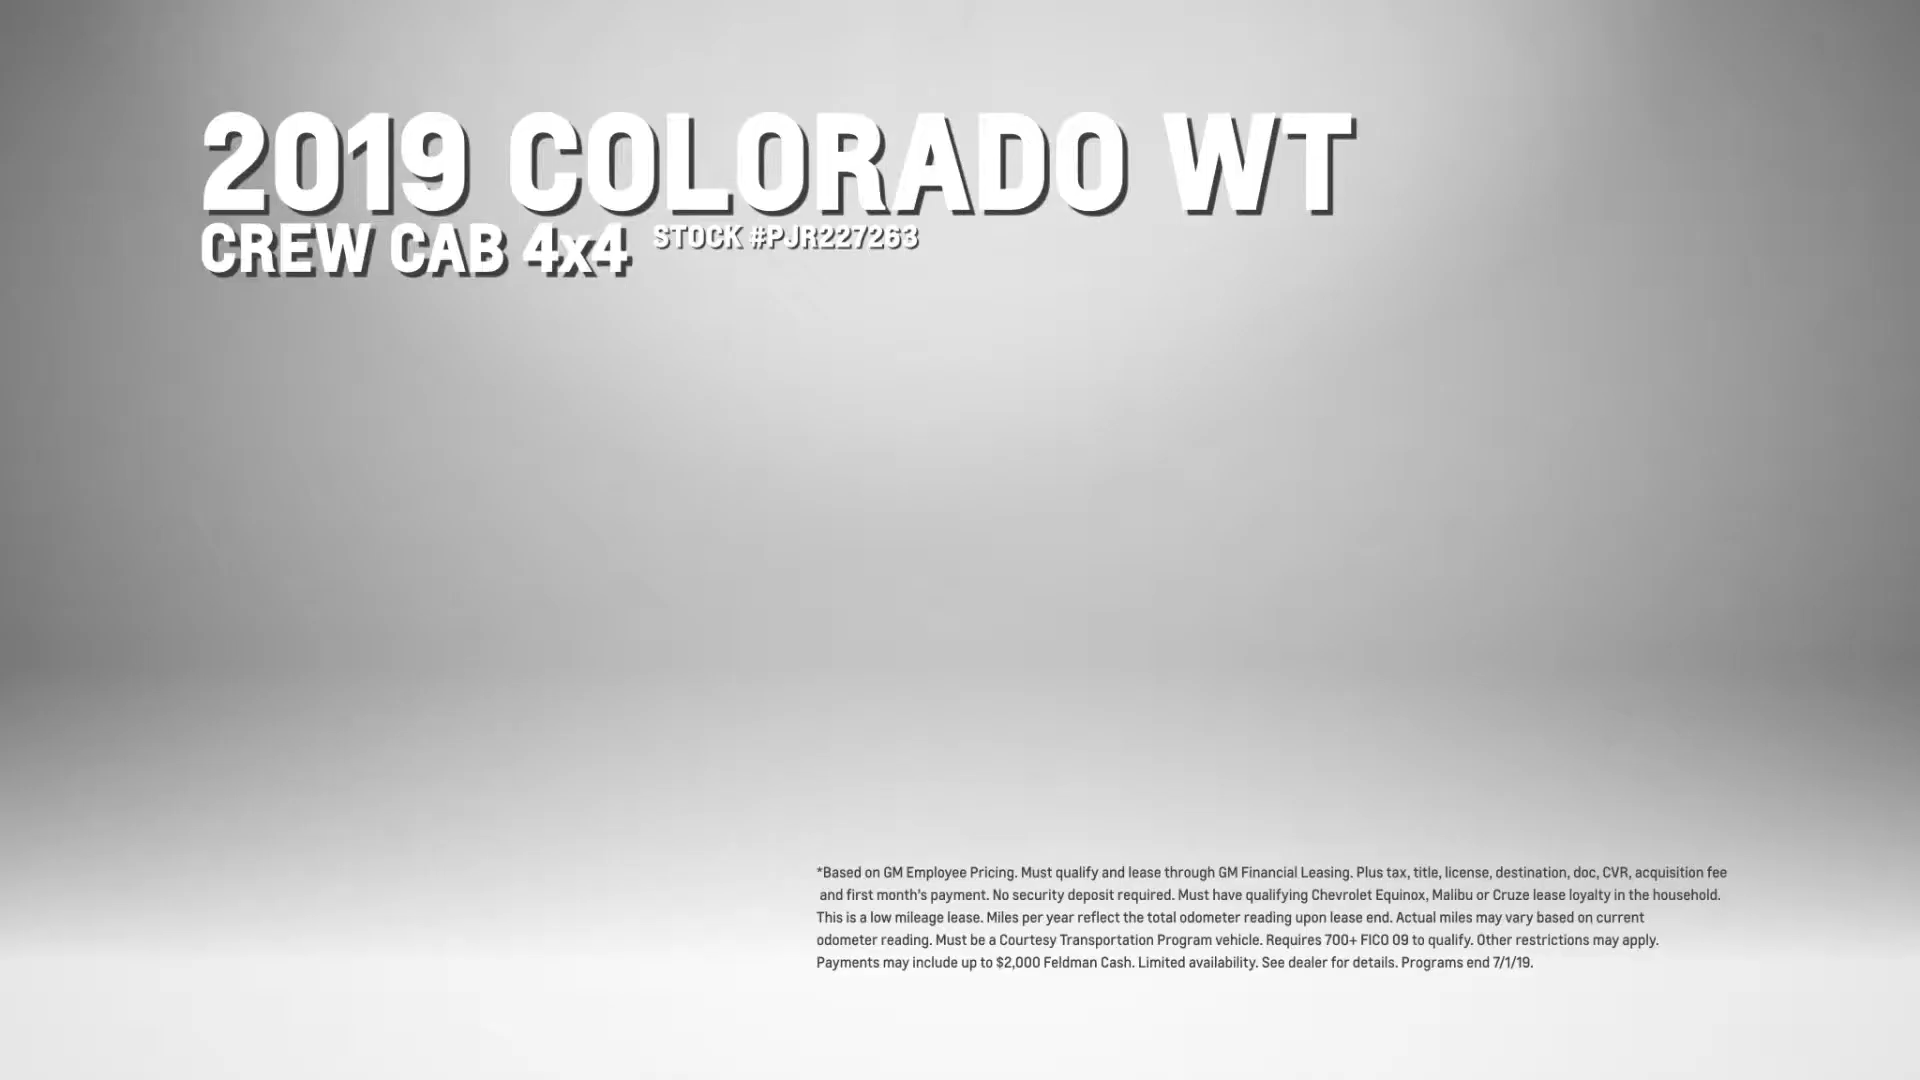 2019 COLORADO WT
CREW CAB 4x4 STOCK #PJR227263
*Based on GM Employee Pricing. Must qualify and lease through GM Financial Leasing. Plus tax, title, license, destination, doc, CVR, acquisition fee
and first month's payment. No security deposit required. Must have qualifying Chevrolet Equinox, Malibu or Cruze lease loyalty in the household.
This is a low mileage lease. Miles per year reflect the total odometer reading upon lease end. Actual miles may vary based on current
odometer reading. Must be a Courtesy Transportation Program vehicle. Requires 700+ FICO 09 to qualify. Other restrictions may apply.
Payments may include up to $2,000 Feldman Cash. Limited availability. See dealer for details. Programs end 7/1/19.